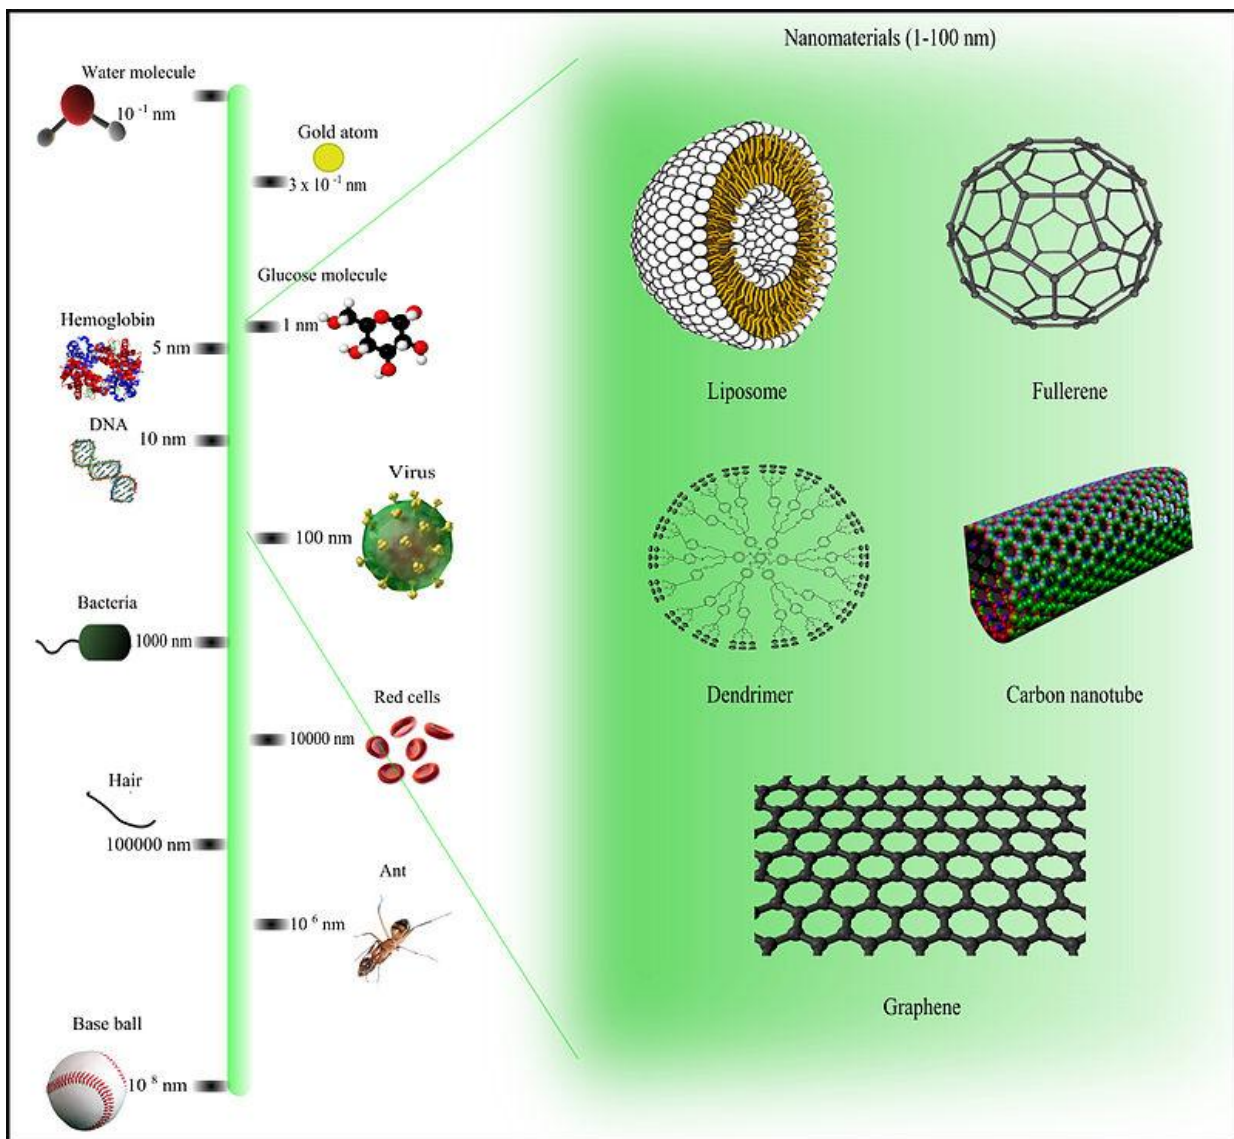 Nanomaterials (1-100 nm)
Water molecule
10 -1 nm
Gold atom
3 x 10 -1 nm
Glucose molecule
1 nm
Hemoglobin
5 nm
DNA
10 nm
Virus
100 nm
Bacteria
1000 nm
Red cells
10000 nm
Hair
100000 nm
Ant
10 6 nm
Base ball
10 8 nm
Liposome
Fullerene
Dendrimer
Carbon nanotube
Graphene